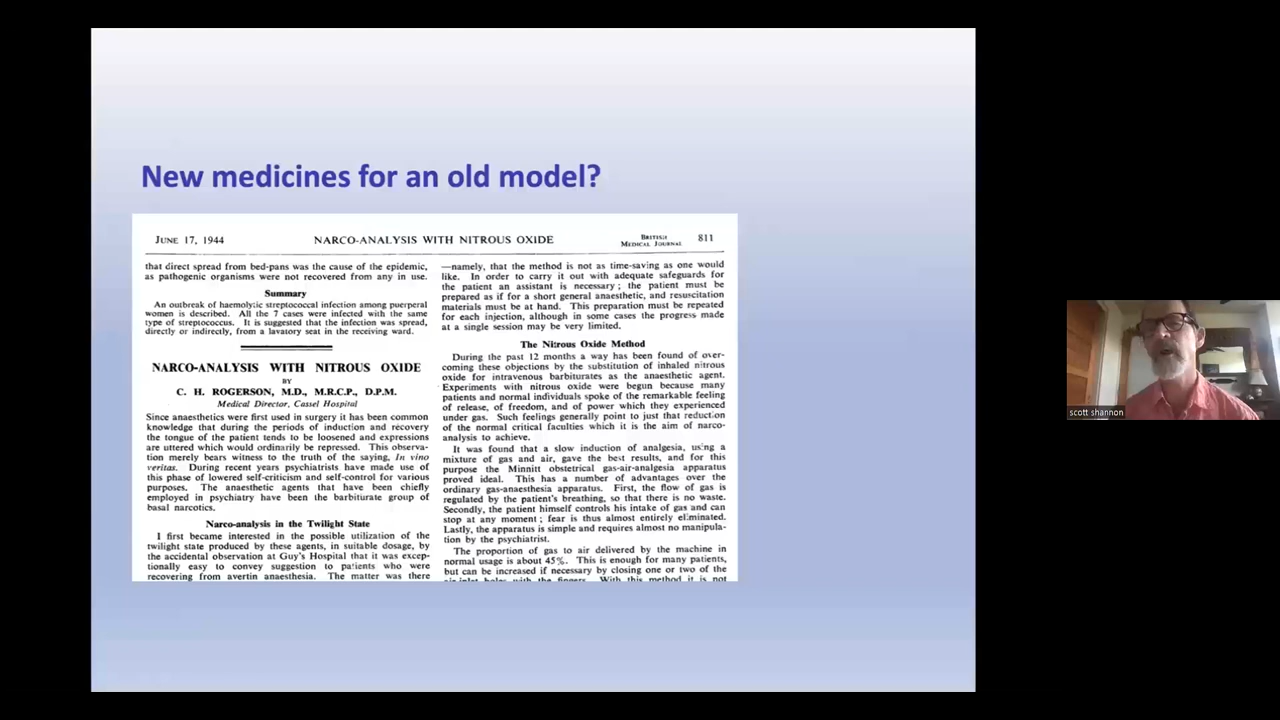 New medicines for an old model?
JUNE 17, 1944
NARCO-ANALYSIS WITH NITROUS OXIDE
BRITISH
MEDICAL JOURNAL
811
that direct spread from bed-pans was the cause of the epidemic,
as pathogenic organisms were not recovered from any in use.
Summary
An outbreak of haemolytic streptococcal infection among puerperal
women is described. All the 7 cases were infected with the same
type of streptococcus. It is suggested that the infection was spread,
directly or indirectly, from a lavatory seat in the receiving ward.
NARCO-ANALYSIS WITH NITROUS OXIDE
BY
C. H. ROGERSON, M.D., M.R.C.P., D.P.M.
Medical Director, Cassel Hospital
Since anaesthetics were first used in surgery it has been common
knowledge that during the periods of induction and recovery
the tongue of the patient tends to be loosened and expressions
are uttered which would ordinarily be repressed. This observa-
tion merely bears witness to the truth of the saying, In vino
veritas. During recent years psychiatrists have made use of
this phase of lowered self-criticism and self-control for various
purposes. The anaesthetic agents that have been chiefly
employed in psychiatry have been the barbiturate group of
basal narcotics.
Narco-analysis in the Twilight State
I first became interested in the possible utilization of the
twilight state produced by these agents, in suitable dosage, by
the accidental observation at Guy's Hospital that it was excep-
tionally easy to convey suggestion to patients who were
recovering from avertin anaesthesia. The matter was there
—namely, that the method is not as time-saving as one would
like. In order to carry it out with adequate safeguards for
the patient an assistant is necessary; the patient must be
prepared as if for a short general anaesthetic, and resuscitation
materials must be at hand. This preparation must be repeated
for each injection, although in some cases the progress made
at a single session may be very limited.
The Nitrous Oxide Method
During the past 12 months a way has been found of over-
coming these objections by the substitution of inhaled nitrous
oxide for intravenous barbiturates as the anaesthetic agent.
Experiments with nitrous oxide were begun because many
patients and normal individuals spoke of the remarkable feeling
of release, of freedom, and of power which they experienced
under gas. Such feelings generally point to just that reduction
of the normal critical faculties which it is the aim of narco-
analysis to achieve.
It was found that a slow induction of analgesia, using a
mixture of gas and air, gave the best results, and for this
purpose the Minnitt obstetrical gas-air-analgesia apparatus
proved ideal. This has a number of advantages over the
ordinary gas-anaesthesia apparatus. First, the flow of gas is
regulated by the patient's breathing, so that there is no waste.
Secondly, the patient himself controls his intake of gas and can
stop at any moment; fear is thus almost entirely eliminated.
Lastly, the apparatus is simple and requires almost no manipula-
tion by the psychiatrist.
The proportion of gas to air delivered by the machine in
normal usage is about 45%. This is enough for many patients,
but can be increased if necessary by closing one or two of the
air-inlet holes with the fingers. With this method it is not
scott shannon